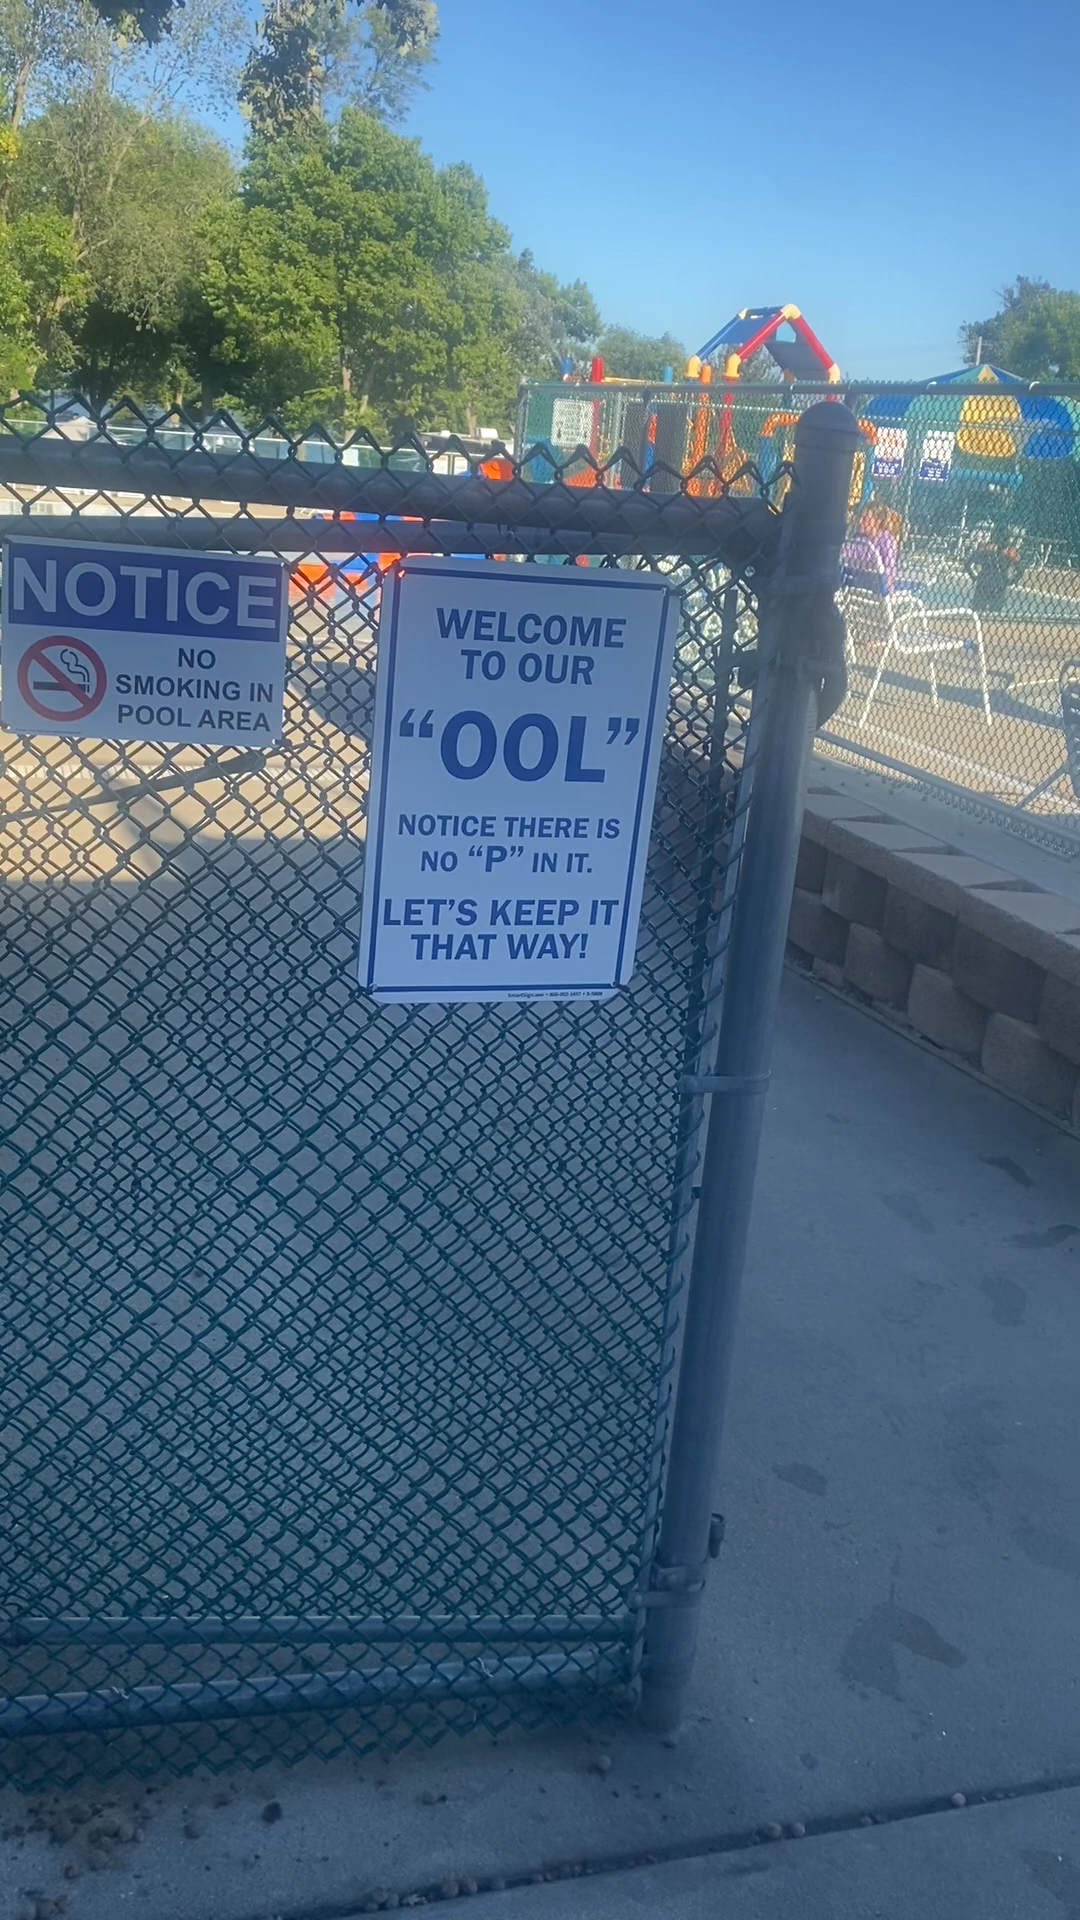 NOTICE
NO
SMOKING IN
POOL AREA
WELCOME
TO OUR
“OOL”
NOTICE THERE IS
NO “P” IN IT.
LET’S KEEP IT
THAT WAY!